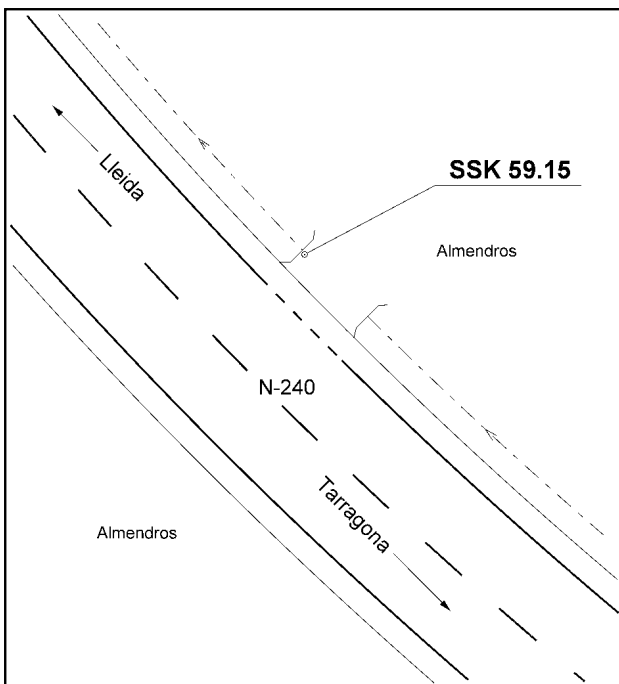 Lleida
SSK 59.15
Almendros
N-240
Tarragona
Almendros